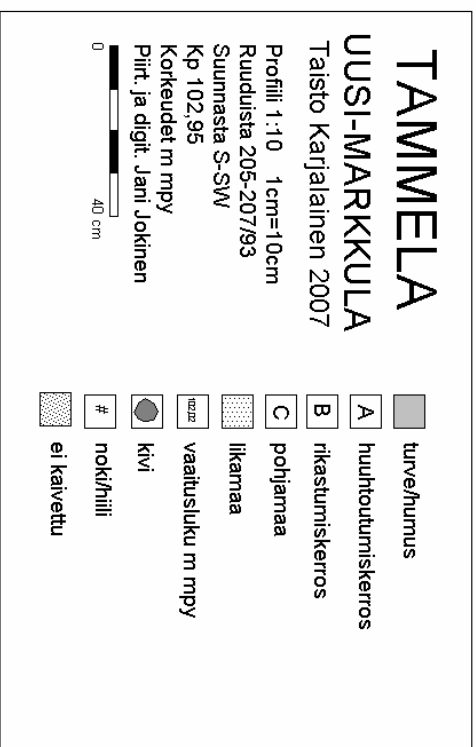 TAMMELA
UUSI-MARKKULA
Taisto Karjalainen 2007
Profiili 1:10 1cm=10cm
Ruuduista 205-207/93
Suunnasta S-SW
Kp 102,95
Korkeudet m mpy
Piirt. ja digit. Jani Jokinen
0 40 cm
turve/humus
A huuhtoutumiskerros
B rikastumiskerros
C pohjamaa
likamaa
102,02 vaaitusluku m mpy
kivi
# noki/hiili
ei kaivettu